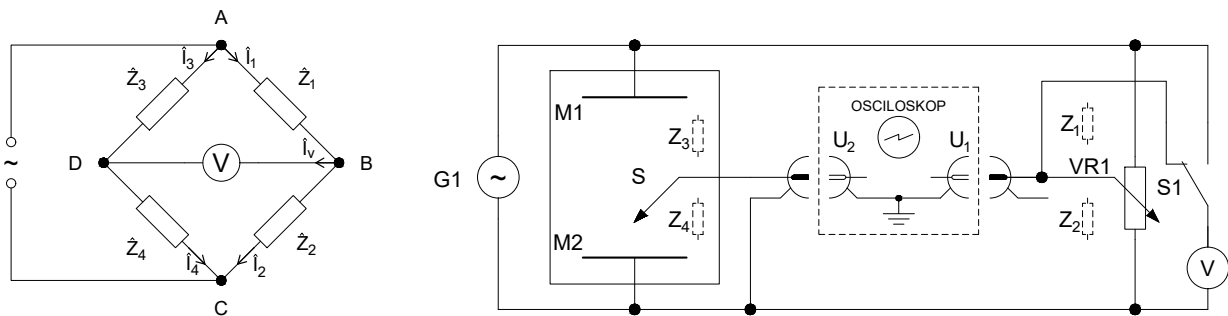 A
Î₃
Î₁
Ẑ₃
Ẑ₁
~
D
V
Îᵥ
B
Ẑ₄
Ẑ₂
Î₄
Î₂
C
G1
~
M1
M2
S
Z₃
Z₄
OSCILOSKOP
U₂
U₁
Z₁
Z₂
VR1
S1
V